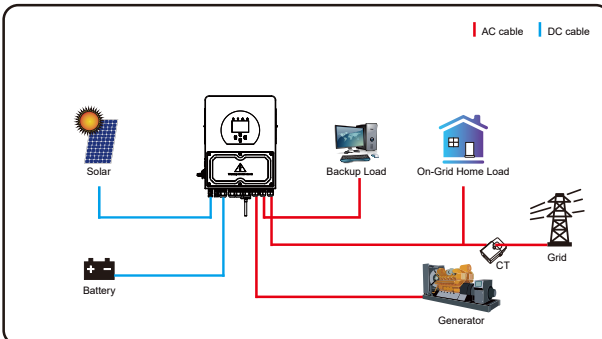 AC cable
DC cable
Solar
Backup Load
On-Grid Home Load
CT
Grid
Battery
Generator